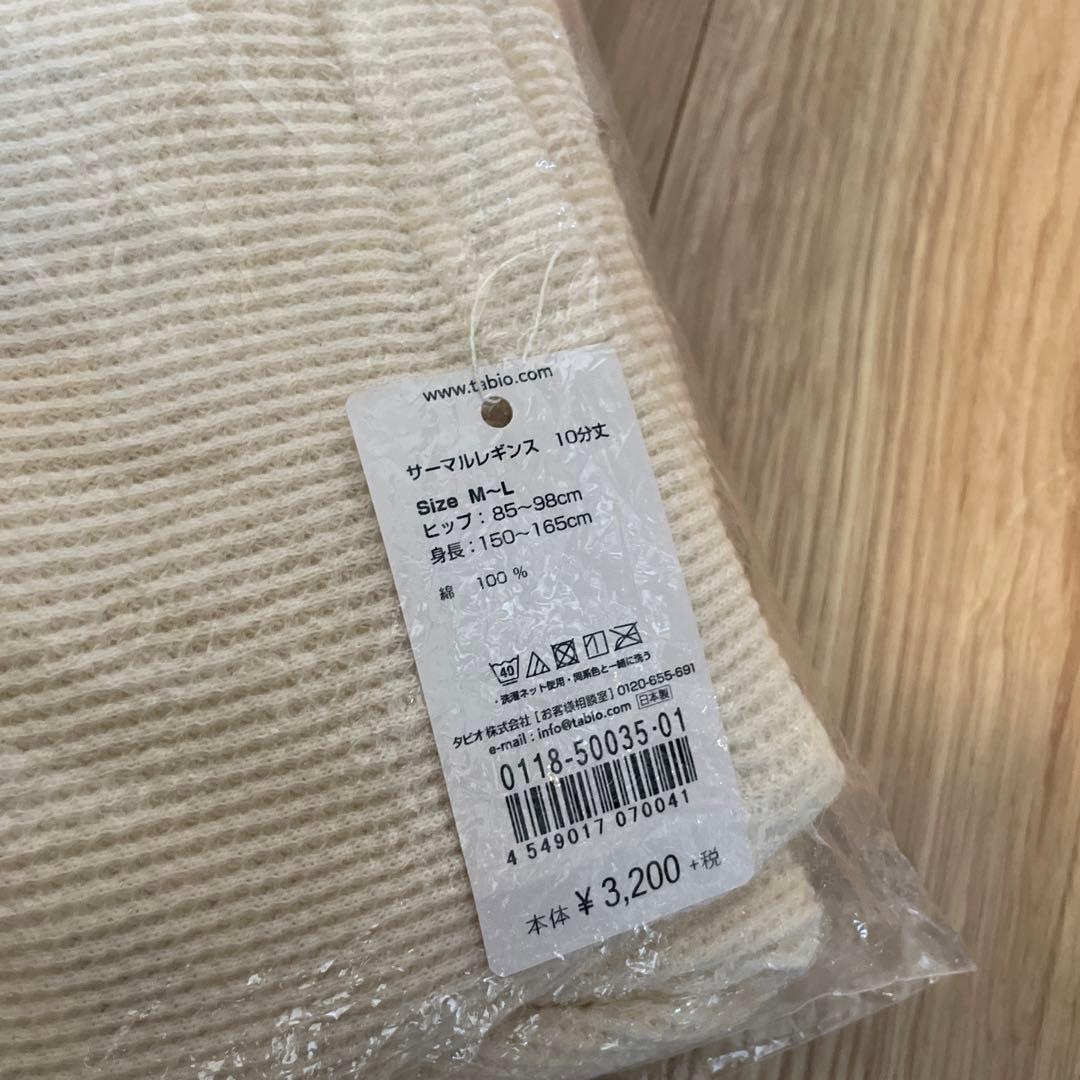 www.tabio.com
サーマルレギンス 10分丈
Size M〜L
ヒップ：85〜98cm
身長：150〜165cm
綿 100 %
40
・洗濯ネット使用・同系色と一緒に洗う
タビオ株式会社［お客様相談室］0120-655-691
e-mail：info@tabio.com 日本製
0118-50035-01
4 549017 070041
本体 ¥ 3,200 +税